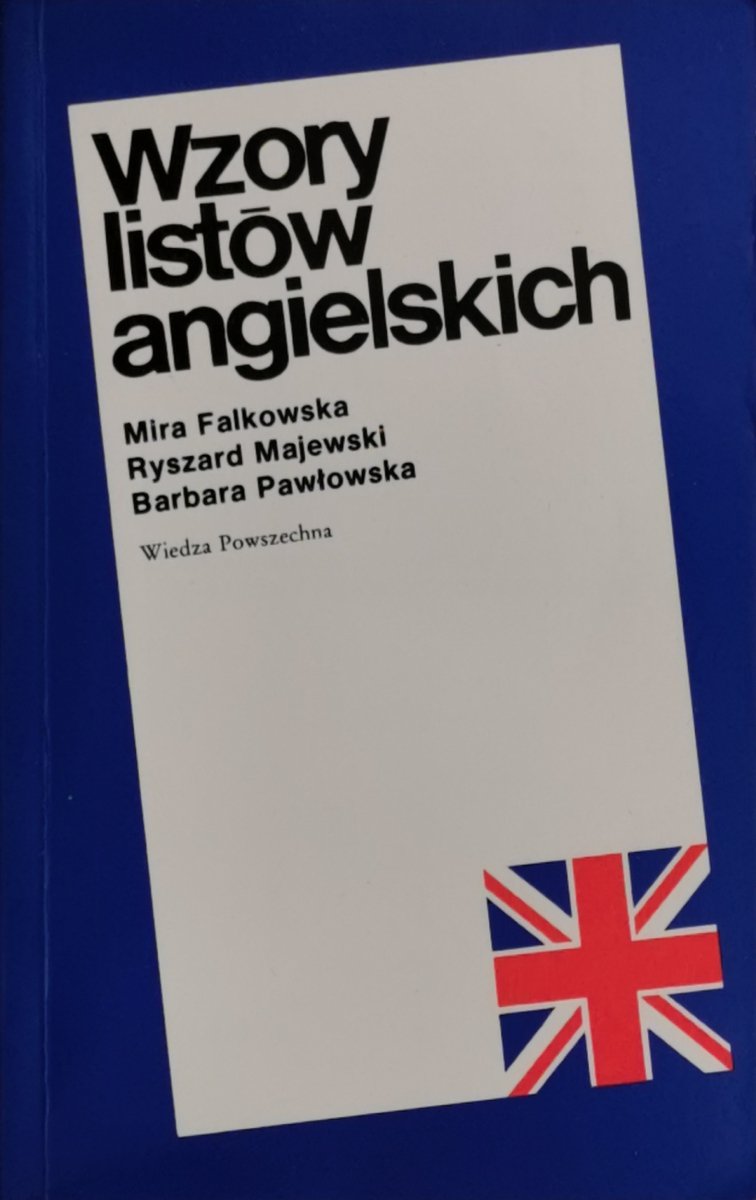 Wzory
listów
angielskich
Mira Falkowska
Ryszard Majewski
Barbara Pawłowska
Wiedza Powszechna